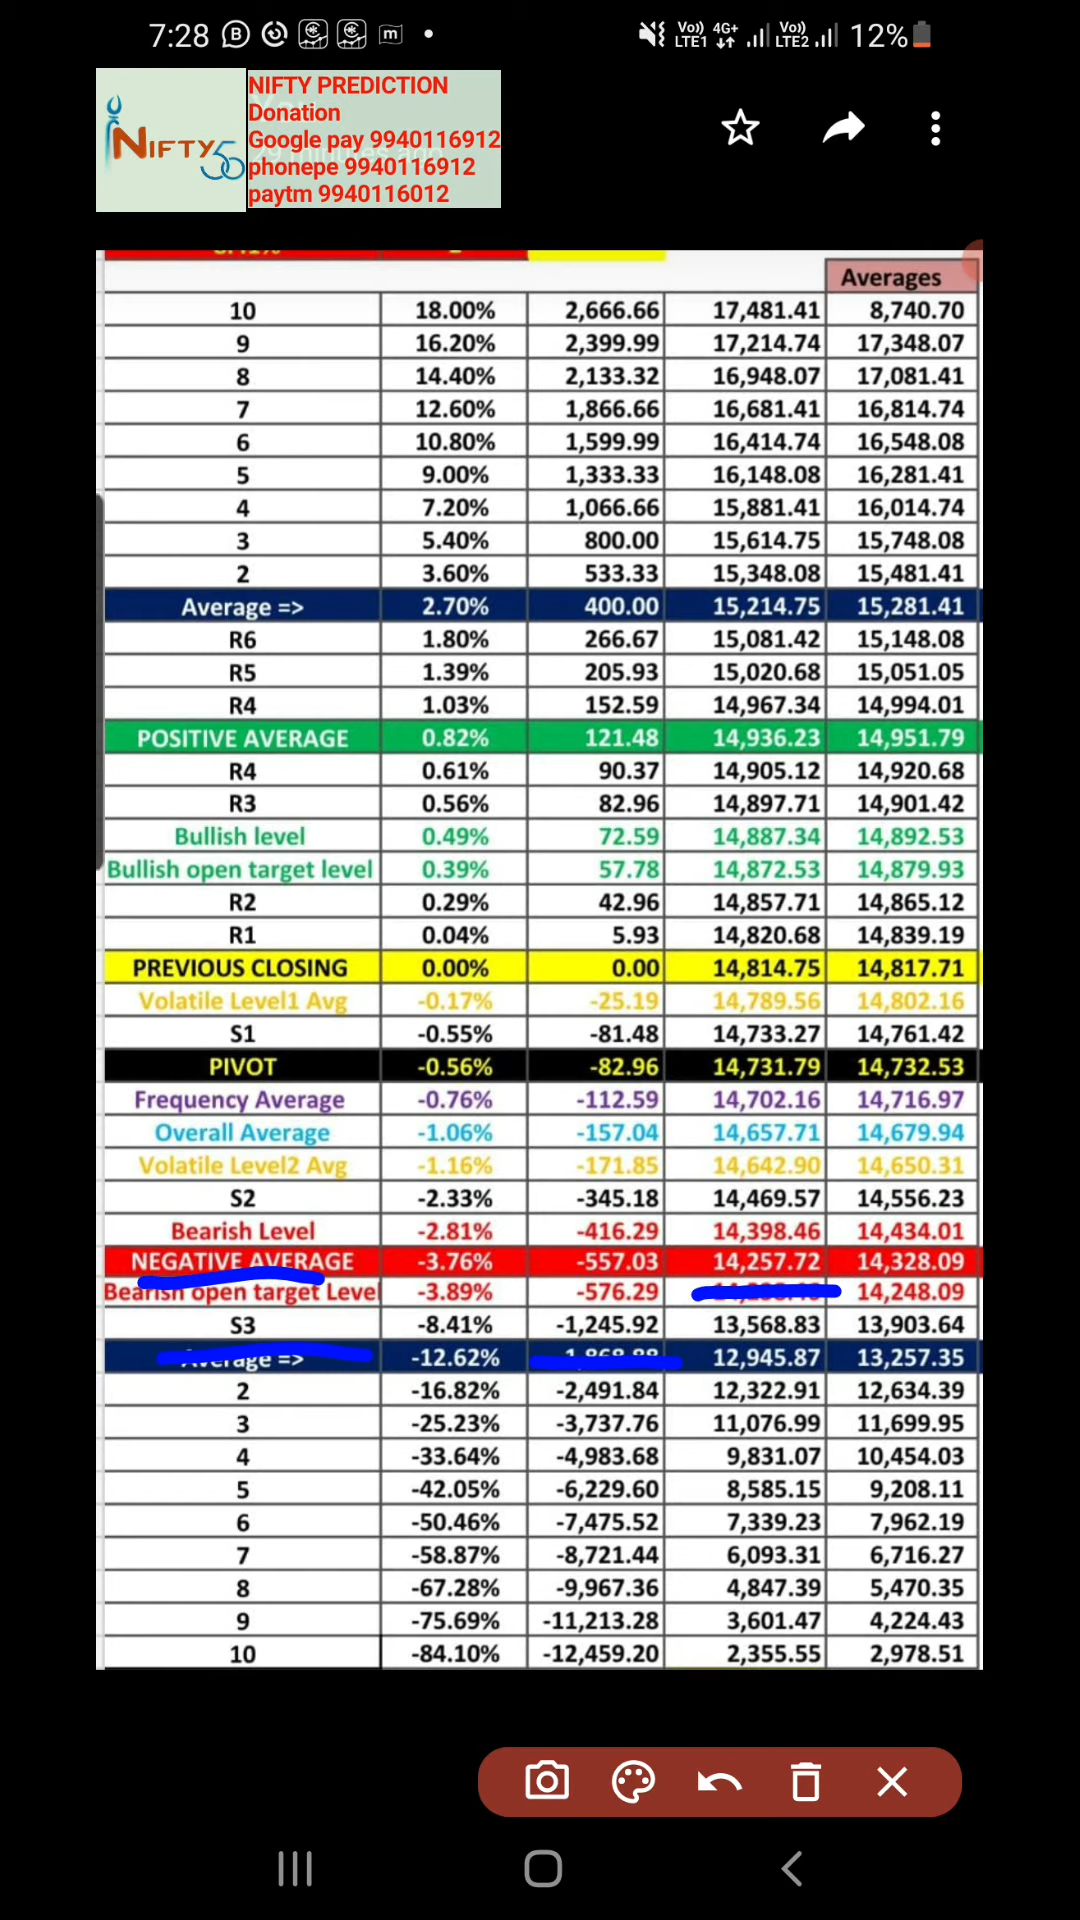 7:28 Vo)) LTE1 4G+ Vo)) LTE2 12%
NIFTY50
NIFTY PREDICTION
Donation
Google pay 9940116912
phonepe 9940116912
paytm 9940116012
Averages
10 18.00% 2,666.66 17,481.41 8,740.70
9 16.20% 2,399.99 17,214.74 17,348.07
8 14.40% 2,133.32 16,948.07 17,081.41
7 12.60% 1,866.66 16,681.41 16,814.74
6 10.80% 1,599.99 16,414.74 16,548.08
5 9.00% 1,333.33 16,148.08 16,281.41
4 7.20% 1,066.66 15,881.41 16,014.74
3 5.40% 800.00 15,614.75 15,748.08
2 3.60% 533.33 15,348.08 15,481.41
Average => 2.70% 400.00 15,214.75 15,281.41
R6 1.80% 266.67 15,081.42 15,148.08
R5 1.39% 205.93 15,020.68 15,051.05
R4 1.03% 152.59 14,967.34 14,994.01
POSITIVE AVERAGE 0.82% 121.48 14,936.23 14,951.79
R4 0.61% 90.37 14,905.12 14,920.68
R3 0.56% 82.96 14,897.71 14,901.42
Bullish level 0.49% 72.59 14,887.34 14,892.53
Bullish open target level 0.39% 57.78 14,872.53 14,879.93
R2 0.29% 42.96 14,857.71 14,865.12
R1 0.04% 5.93 14,820.68 14,839.19
PREVIOUS CLOSING 0.00% 0.00 14,814.75 14,817.71
Volatile Level1 Avg -0.17% -25.19 14,789.56 14,802.16
S1 -0.55% -81.48 14,733.27 14,761.42
PIVOT -0.56% -82.96 14,731.79 14,732.53
Frequency Average -0.76% -112.59 14,702.16 14,716.97
Overall Average -1.06% -157.04 14,657.71 14,679.94
Volatile Level2 Avg -1.16% -171.85 14,642.90 14,650.31
S2 -2.33% -345.18 14,469.57 14,556.23
Bearish Level -2.81% -416.29 14,398.46 14,434.01
NEGATIVE AVERAGE -3.76% -557.03 14,257.72 14,328.09
Bearish open target Level -3.89% -576.29 14,248.09
S3 -8.41% -1,245.92 13,568.83 13,903.64
Average => -12.62% 12,945.87 13,257.35
2 -16.82% -2,491.84 12,322.91 12,634.39
3 -25.23% -3,737.76 11,076.99 11,699.95
4 -33.64% -4,983.68 9,831.07 10,454.03
5 -42.05% -6,229.60 8,585.15 9,208.11
6 -50.46% -7,475.52 7,339.23 7,962.19
7 -58.87% -8,721.44 6,093.31 6,716.27
8 -67.28% -9,967.36 4,847.39 5,470.35
9 -75.69% -11,213.28 3,601.47 4,224.43
10 -84.10% -12,459.20 2,355.55 2,978.51